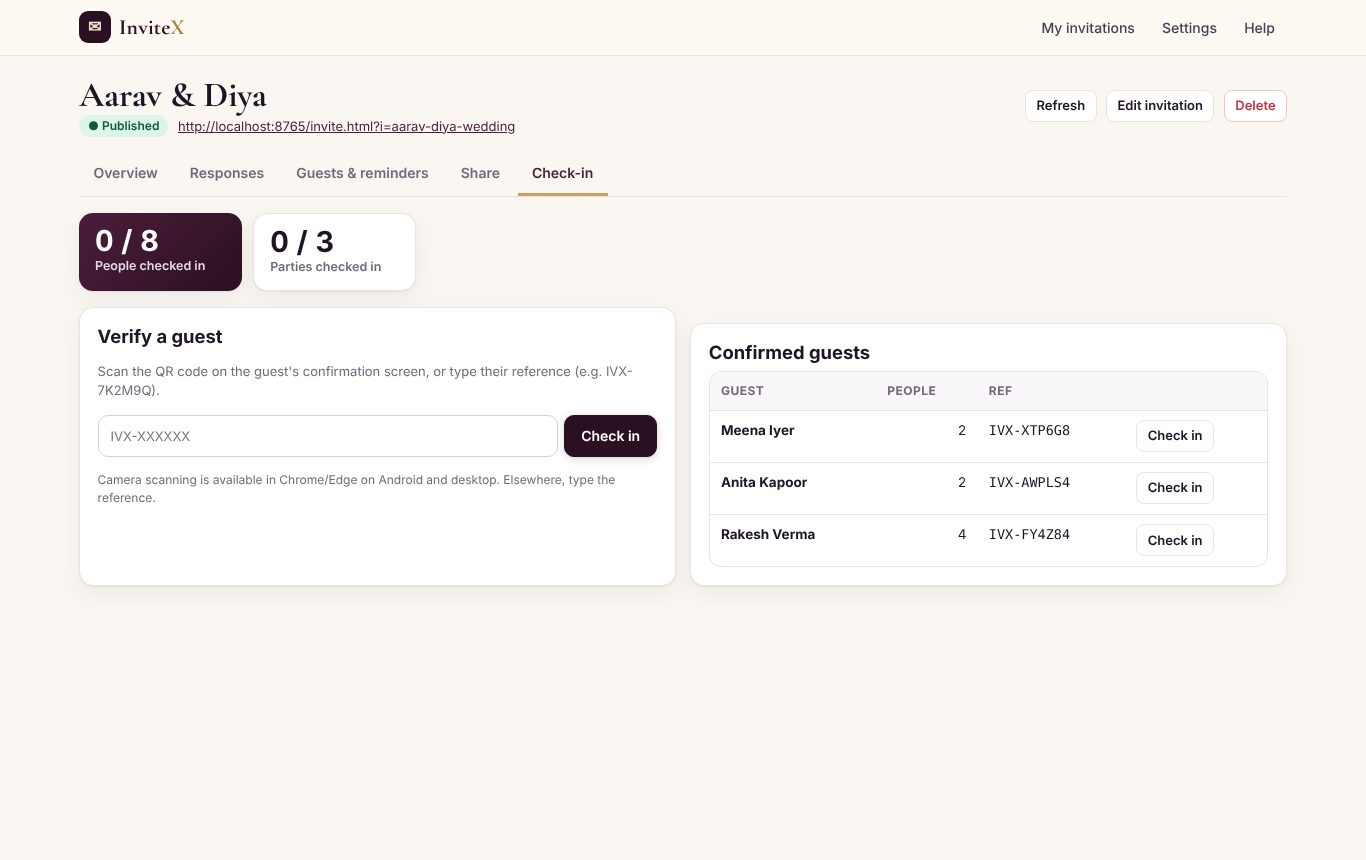 InviteX
My invitations
Settings
Help
Aarav & Diya
Published
http://localhost:8765/invite.html?i=aarav-diya-wedding
Refresh
Edit invitation
Delete
Overview
Responses
Guests & reminders
Share
Check-in
0 / 8
People checked in
0 / 3
Parties checked in
Verify a guest
Scan the QR code on the guest's confirmation screen, or type their reference (e.g. IVX-
7K2M9Q).
IVX-XXXXXX
Check in
Camera scanning is available in Chrome/Edge on Android and desktop. Elsewhere, type the
reference.
Confirmed guests
GUEST PEOPLE REF
Meena Iyer 2 IVX-XTP6G8 Check in
Anita Kapoor 2 IVX-AWPLS4 Check in
Rakesh Verma 4 IVX-FY4Z84 Check in